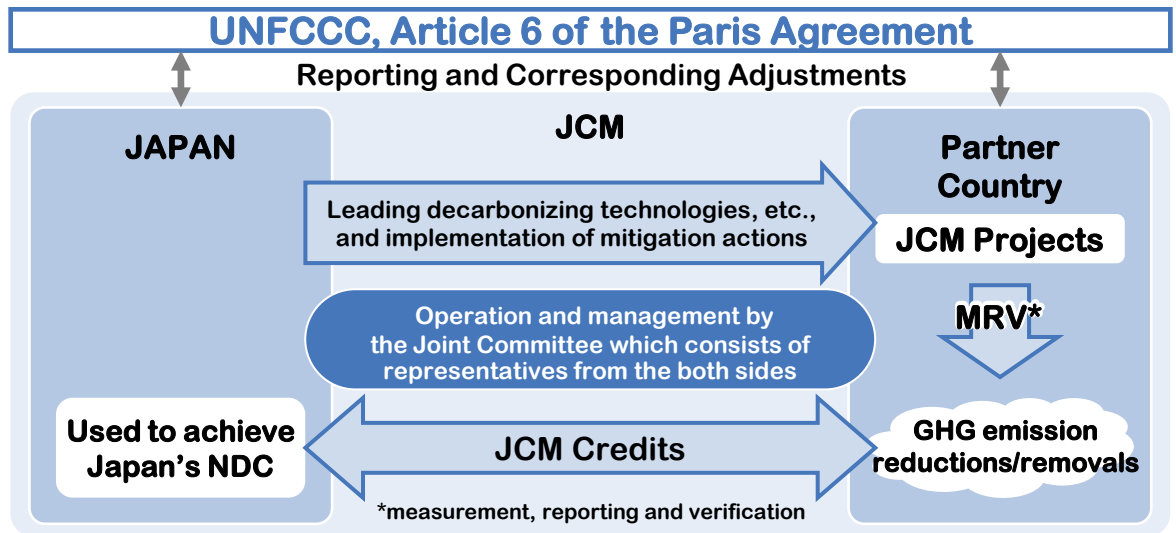 UNFCCC, Article 6 of the Paris Agreement
Reporting and Corresponding Adjustments
JCM
JAPAN
Partner
Country
Leading decarbonizing technologies, etc.,
and implementation of mitigation actions
JCM Projects
MRV*
Operation and management by
the Joint Committee which consists of
representatives from the both sides
Used to achieve
Japan's NDC
JCM Credits
GHG emission
reductions/removals
*measurement, reporting and verification